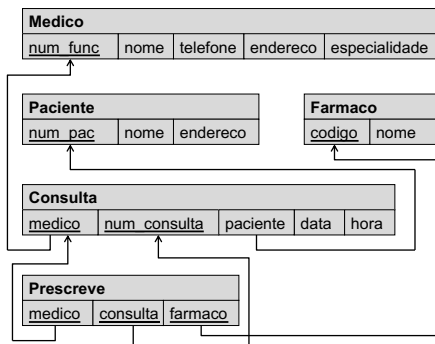 Medico
num_func nome telefone endereco especialidade
Paciente
num_pac nome endereco
Farmaco
codigo nome
Consulta
medico num_consulta paciente data hora
Prescreve
medico consulta farmaco